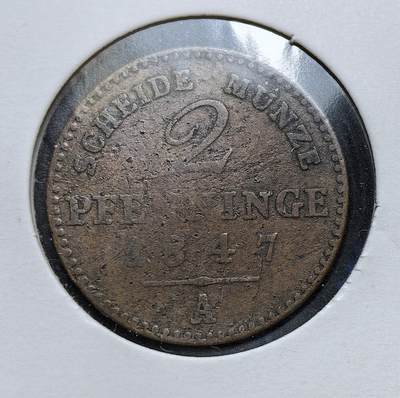 SCHEIDE MÜNZE
2
PFENNINGE
1847
A